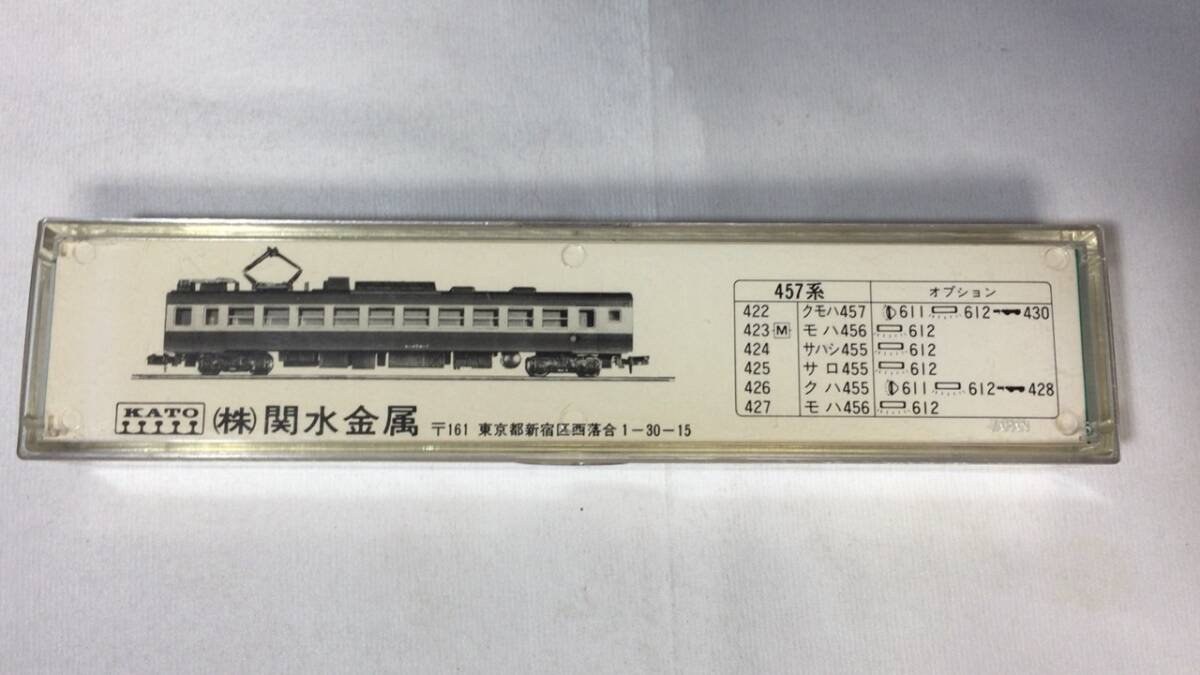 457系 オプション
422 クモハ457 611 612 430
423 M モハ456 612
424 サハシ455 612
425 サロ455 612
426 クハ455 611 612 428
427 モハ456 612
KATO (株)関水金属 〒161 東京都新宿区西落合1-30-15
JAPAN